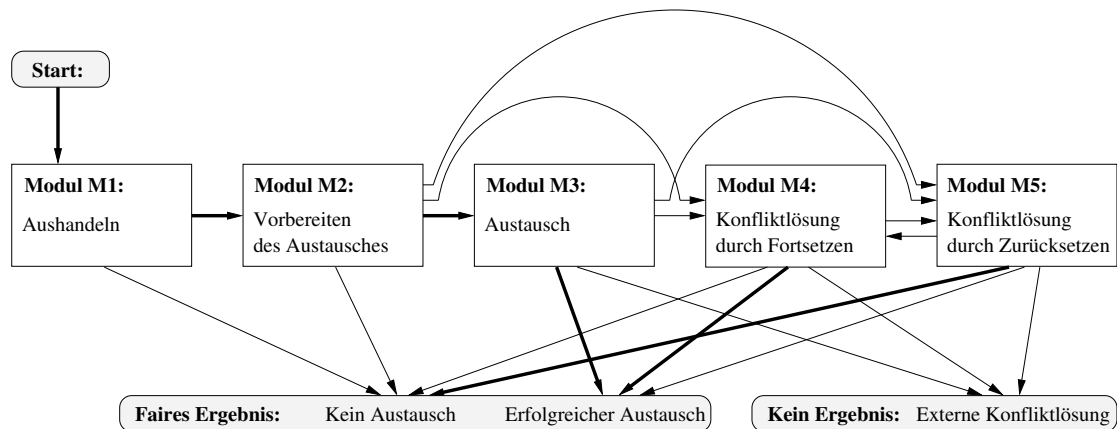 Start:
Modul M1:
Aushandeln
Modul M2:
Vorbereiten
des Austausches
Modul M3:
Austausch
Modul M4:
Konfliktlösung
durch Fortsetzen
Modul M5:
Konfliktlösung
durch Zurücksetzen
Faires Ergebnis: Kein Austausch Erfolgreicher Austausch
Kein Ergebnis: Externe Konfliktlösung